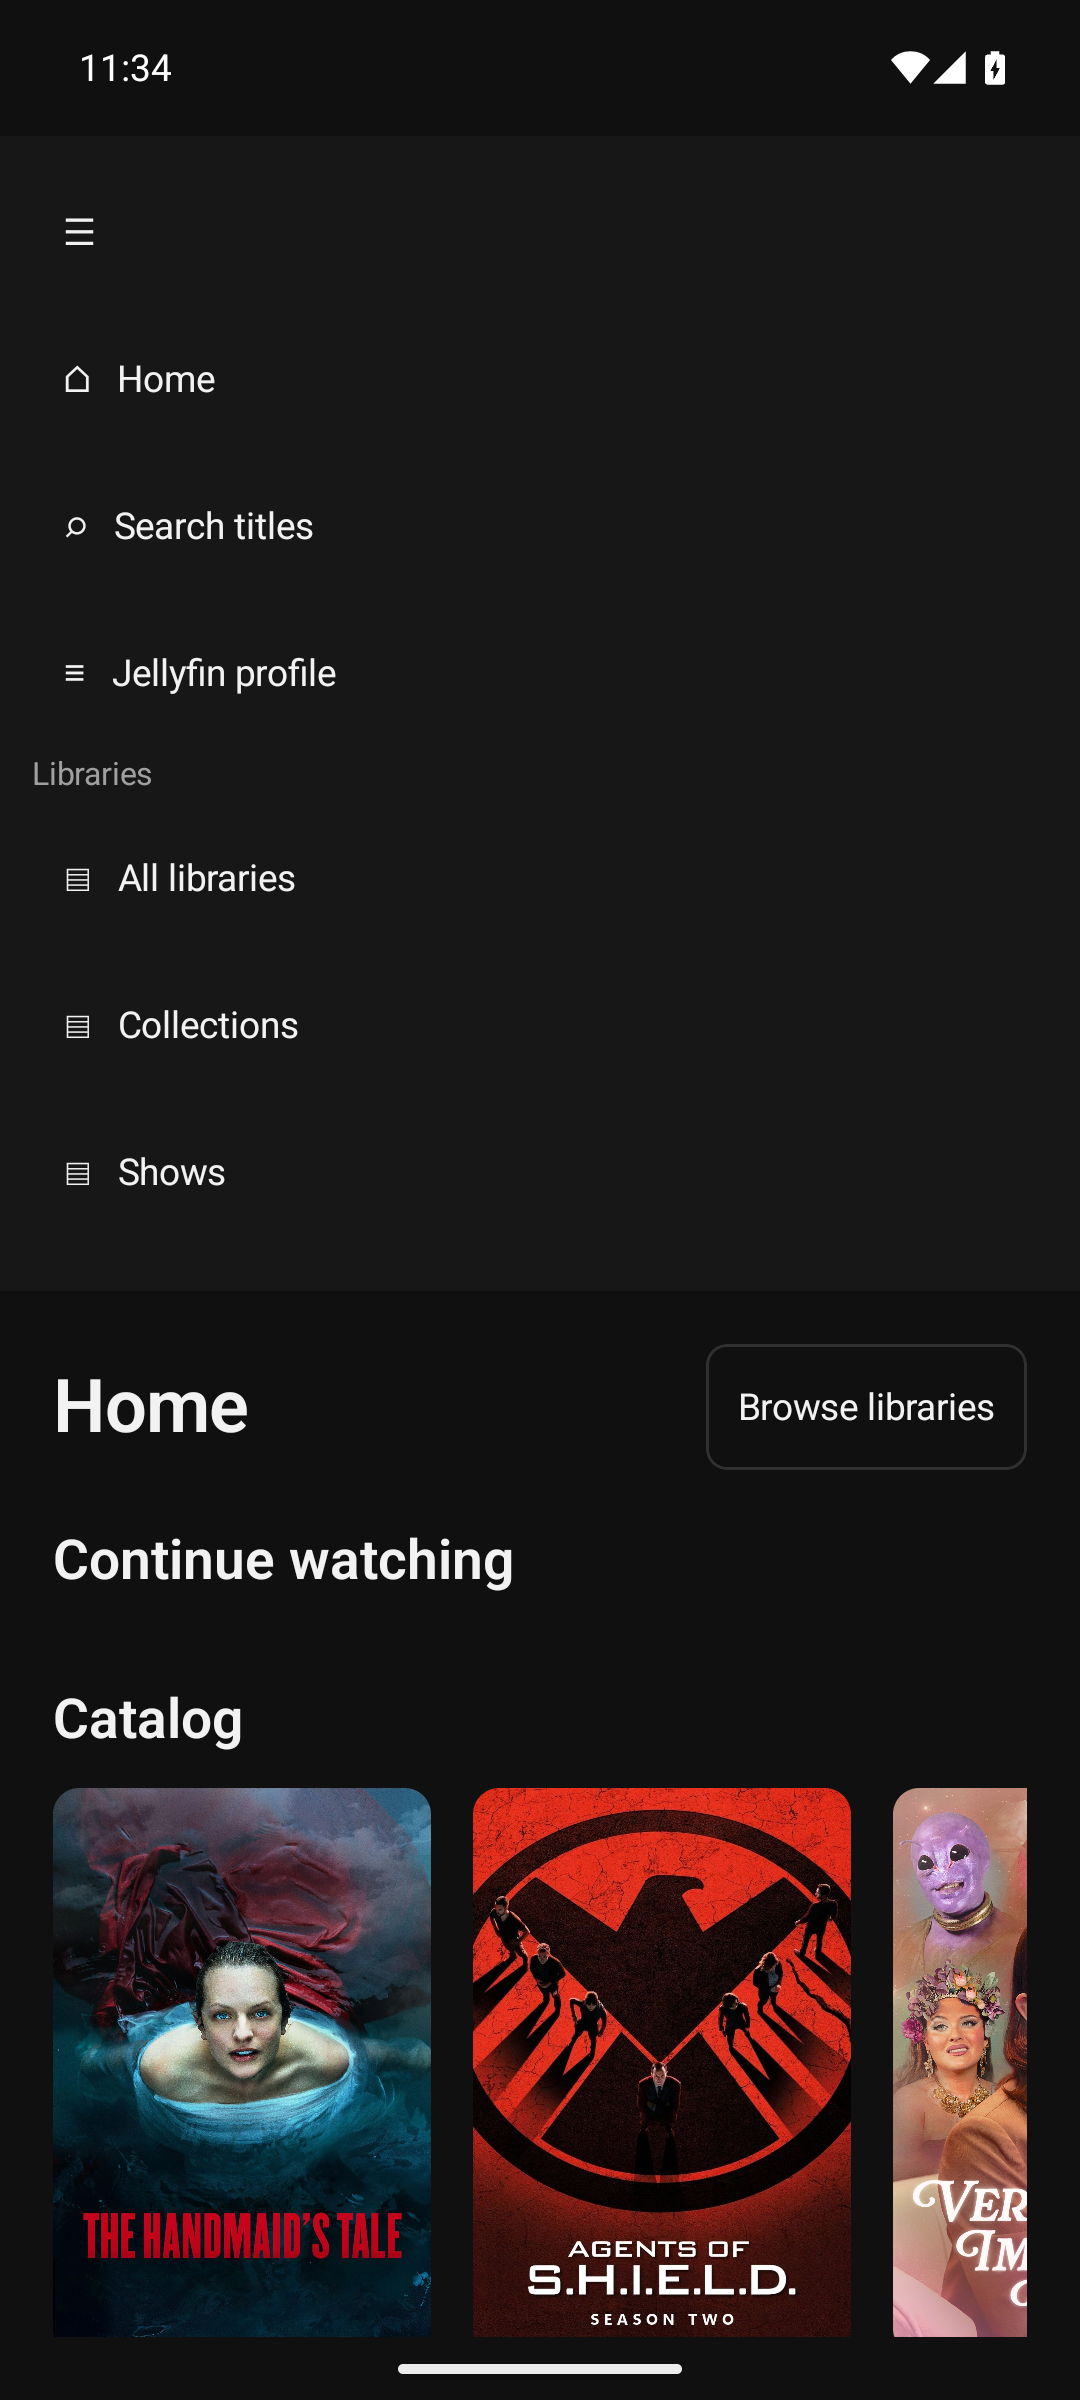 11:34
Home
Search titles
Jellyfin profile
Libraries
All libraries
Collections
Shows
Home
Browse libraries
Continue watching
Catalog
THE HANDMAID'S TALE
AGENTS OF
S.H.I.E.L.D.
SEASON TWO